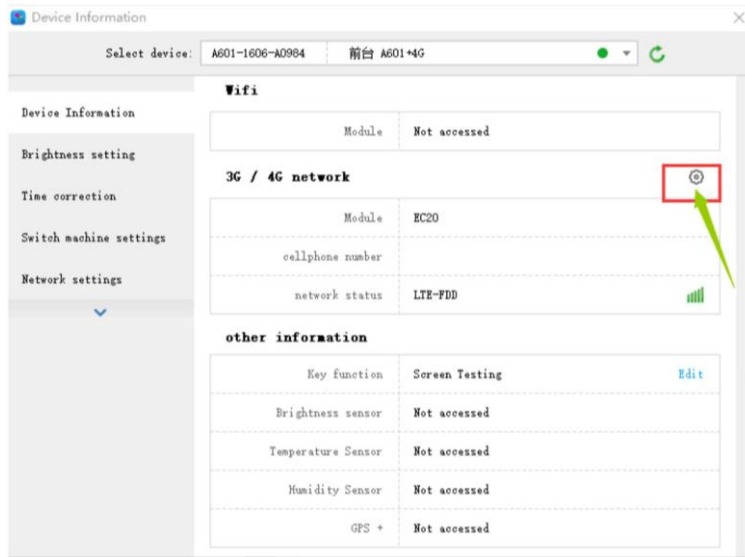 Device Information
Select device: A601-1606-A0984 前台 A601+4G
Device Information
Brightness setting
Time correction
Switch machine settings
Network settings
Wifi
Module Not accessed
3G / 4G network
Module EC20
cellphone number
network status LTE-FDD
other information
Key function Screen Testing Edit
Brightness sensor Not accessed
Temperature Sensor Not accessed
Humidity Sensor Not accessed
GPS + Not accessed